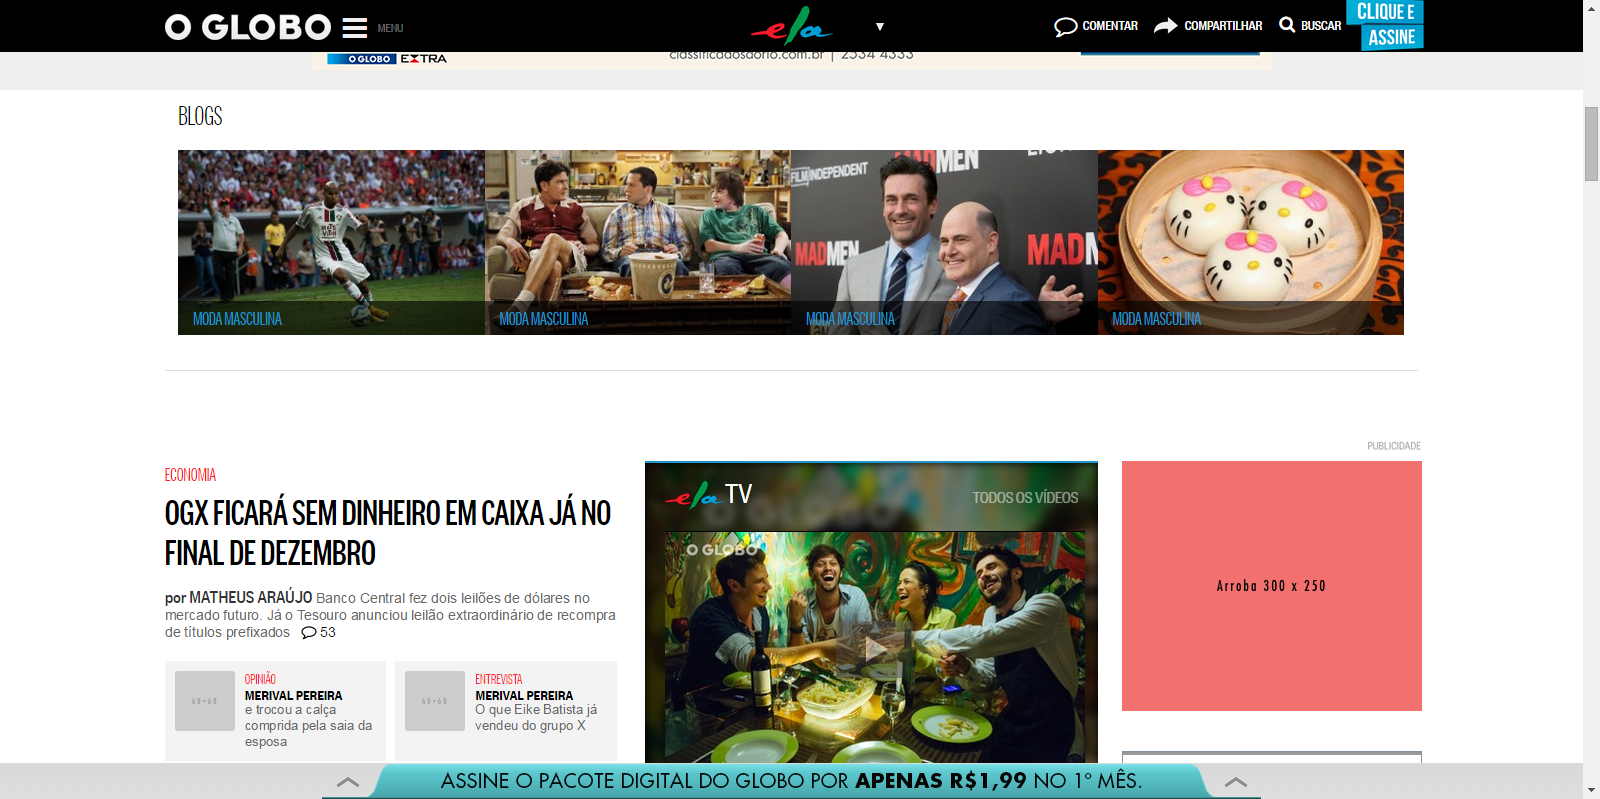 O GLOBO
MENU
ela
▼
COMENTAR
COMPARTILHAR
BUSCAR
CLIQUE E
ASSINE
O GLOBO EXTRA
classificadosdorio.com.br | 2534 4333
BLOGS
FILM INDEPENDENT
MAD MEN
MADMEN
MODA MASCULINA
MODA MASCULINA
MODA MASCULINA
MODA MASCULINA
PUBLICIDADE
ECONOMIA
OGX FICARÁ SEM DINHEIRO EM CAIXA JÁ NO
FINAL DE DEZEMBRO
por MATHEUS ARAÚJO Banco Central fez dois leilões de dólares no
mercado futuro. Já o Tesouro anunciou leilão extraordinário de recompra
de títulos prefixados 53
60×60
OPINIÃO
MERIVAL PEREIRA
e trocou a calça
comprida pela saia da
esposa
60×60
ENTREVISTA
MERIVAL PEREIRA
O que Eike Batista já
vendeu do grupo X
ela TV
TODOS OS VÍDEOS
O GLOBO
Arroba 300 x 250
ASSINE O PACOTE DIGITAL DO GLOBO POR APENAS R$1,99 NO 1º MÊS.